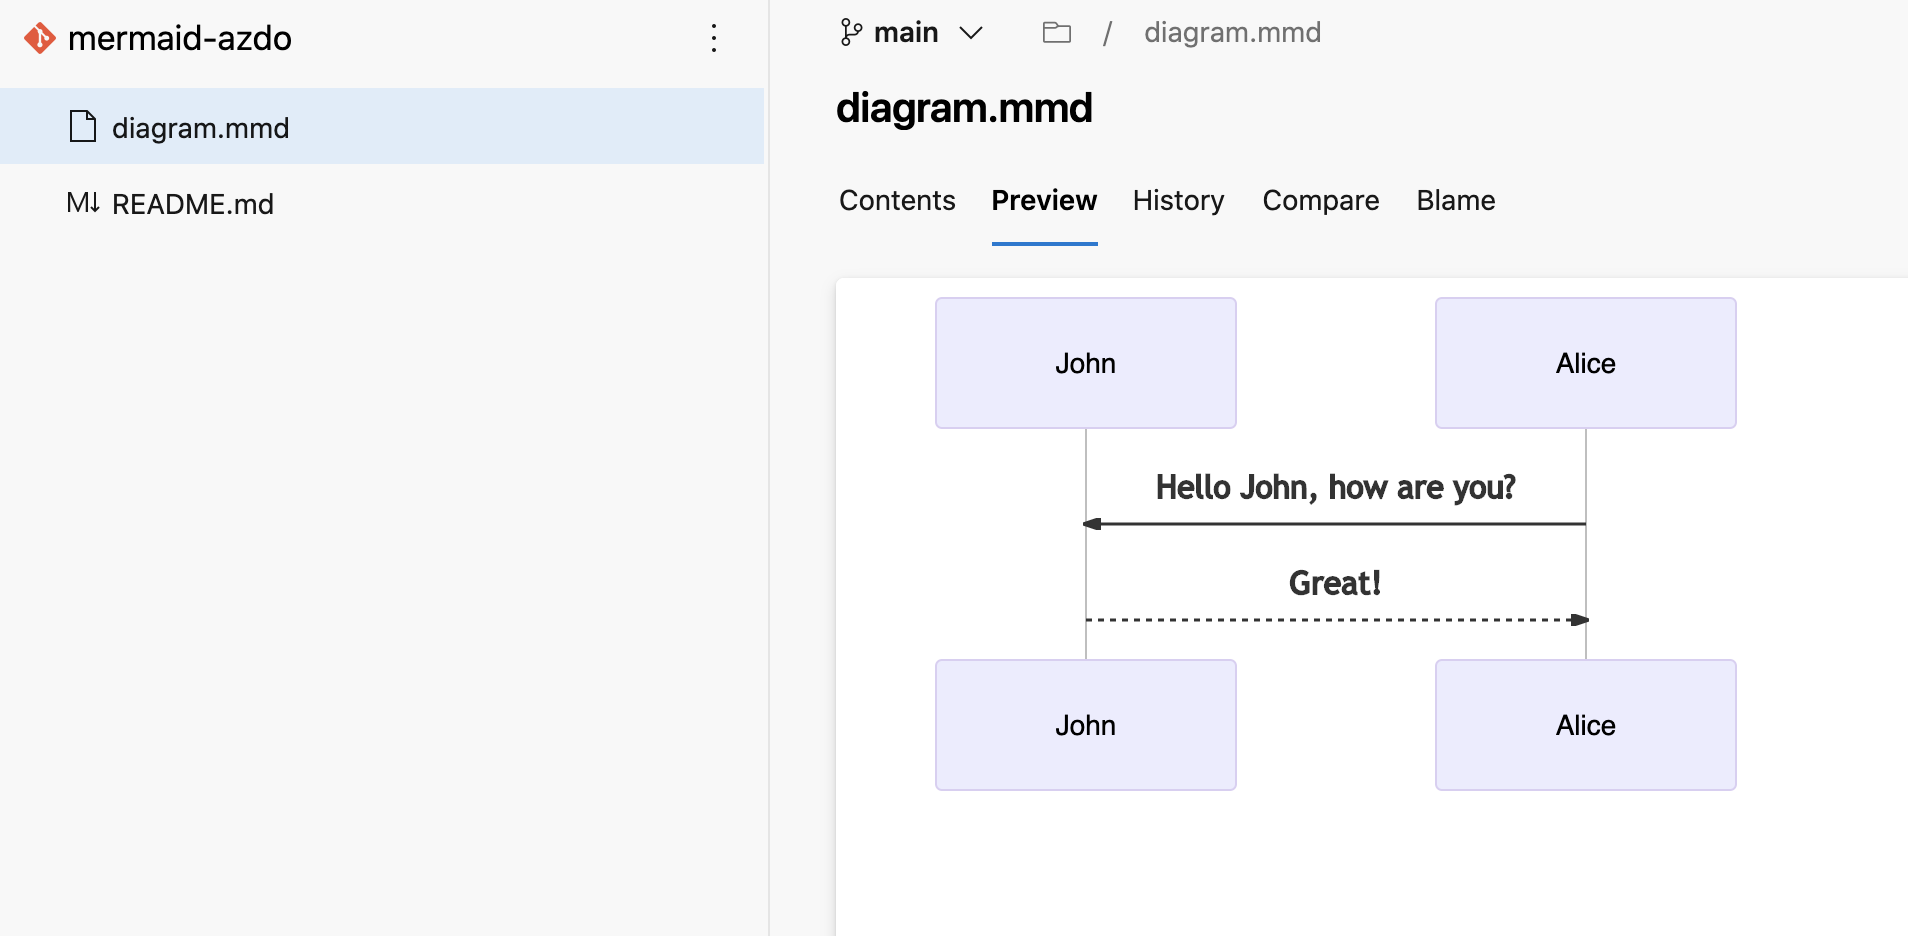 mermaid-azdo
diagram.mmd
M↓ README.md
main / diagram.mmd
diagram.mmd
Contents Preview History Compare Blame
John Alice
Hello John, how are you?
Great!
John Alice